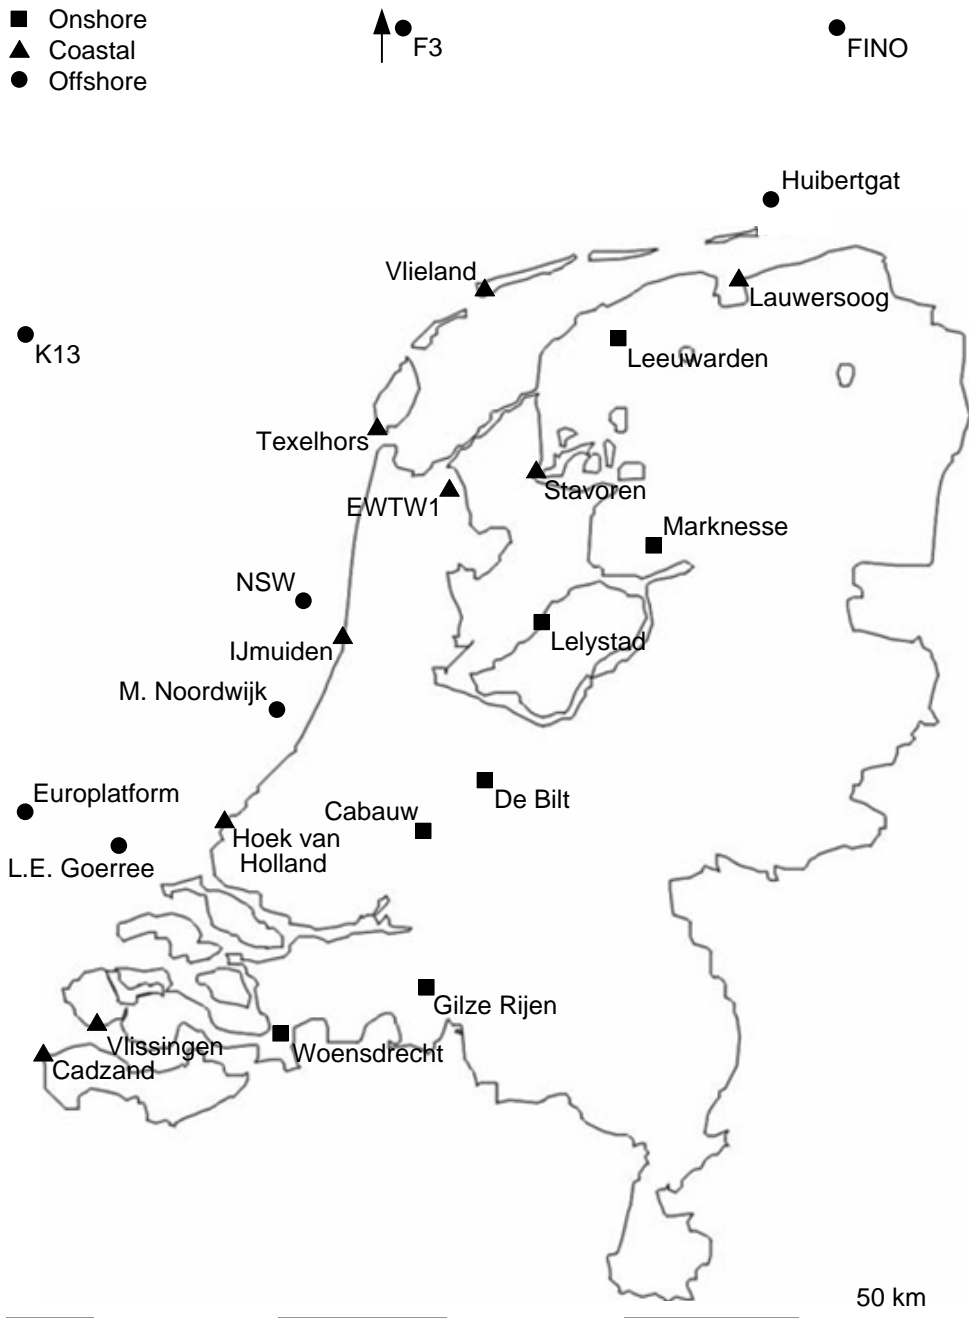 Onshore
Coastal
Offshore
F3
FINO
Huibertgat
Vlieland
Lauwersoog
K13
Leeuwarden
Texelhors
Stavoren
EWTW1
Marknesse
NSW
IJmuiden
Lelystad
M. Noordwijk
Europlatform
De Bilt
Cabauw
Hoek van
Holland
L.E. Goerree
Gilze Rijen
Vlissingen
Woensdrecht
Cadzand
50 km